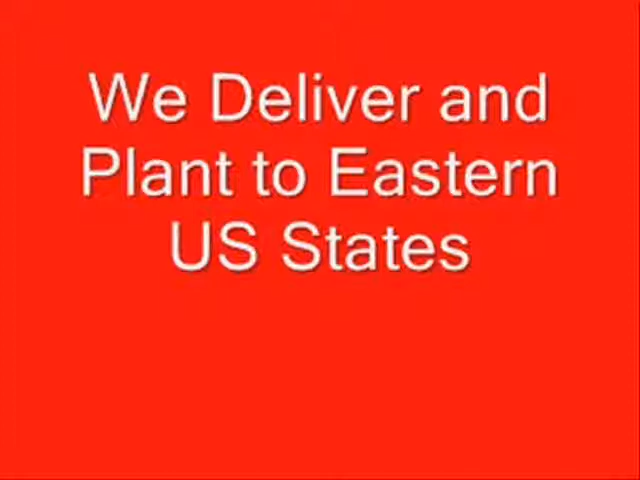 We Deliver and
Plant to Eastern
US States